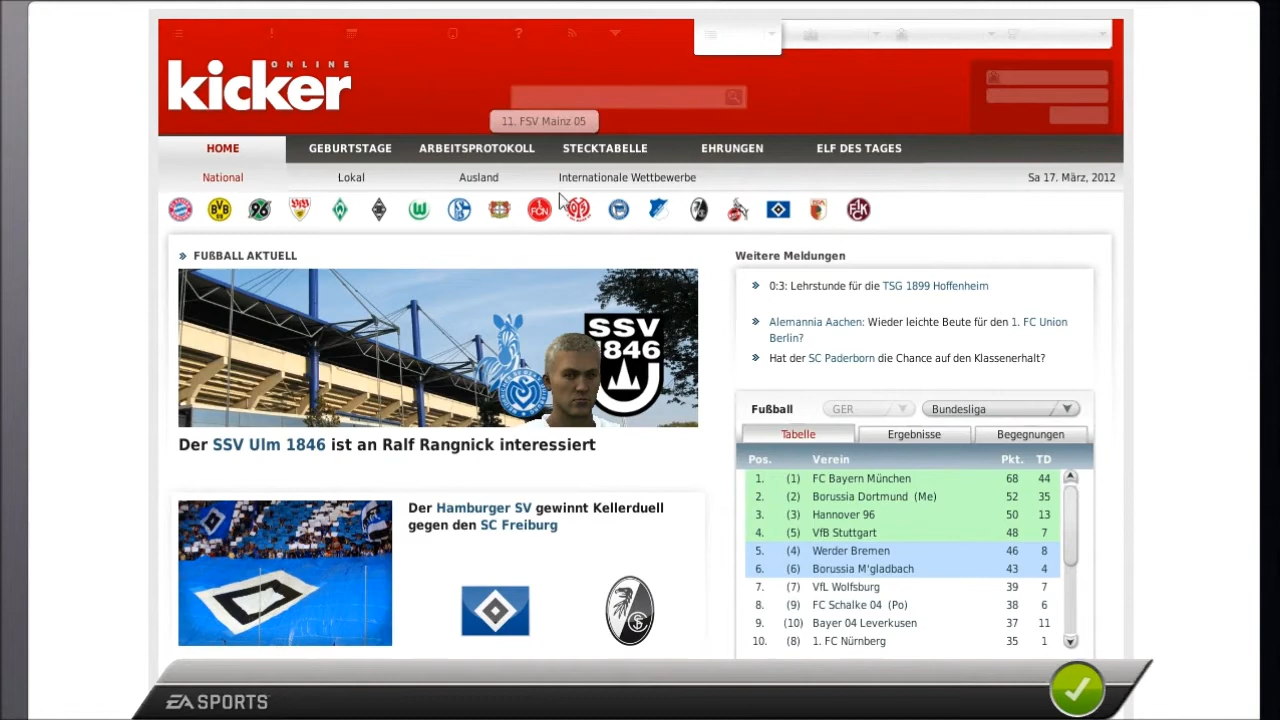 ONLINE
kicker
11. FSV Mainz 05
HOME GEBURTSTAGE ARBEITSPROTOKOLL STECKTABELLE EHRUNGEN ELF DES TAGES
National Lokal Ausland Internationale Wettbewerbe Sa 17. März, 2012
FUßBALL AKTUELL
SSV
1846
MSV
Der SSV Ulm 1846 ist an Ralf Rangnick interessiert
Der Hamburger SV gewinnt Kellerduell
gegen den SC Freiburg
Weitere Meldungen
0:3: Lehrstunde für die TSG 1899 Hoffenheim
Alemannia Aachen: Wieder leichte Beute für den 1. FC Union
Berlin?
Hat der SC Paderborn die Chance auf den Klassenerhalt?
Fußball GER Bundesliga
Tabelle Ergebnisse Begegnungen
Pos. Verein Pkt. TD
1. (1) FC Bayern München 68 44
2. (2) Borussia Dortmund (Me) 52 35
3. (3) Hannover 96 50 13
4. (5) VfB Stuttgart 48 7
5. (4) Werder Bremen 46 8
6. (6) Borussia M'gladbach 43 4
7. (7) VfL Wolfsburg 39 7
8. (9) FC Schalke 04 (Po) 38 6
9. (10) Bayer 04 Leverkusen 37 11
10. (8) 1. FC Nürnberg 35 1
EA SPORTS